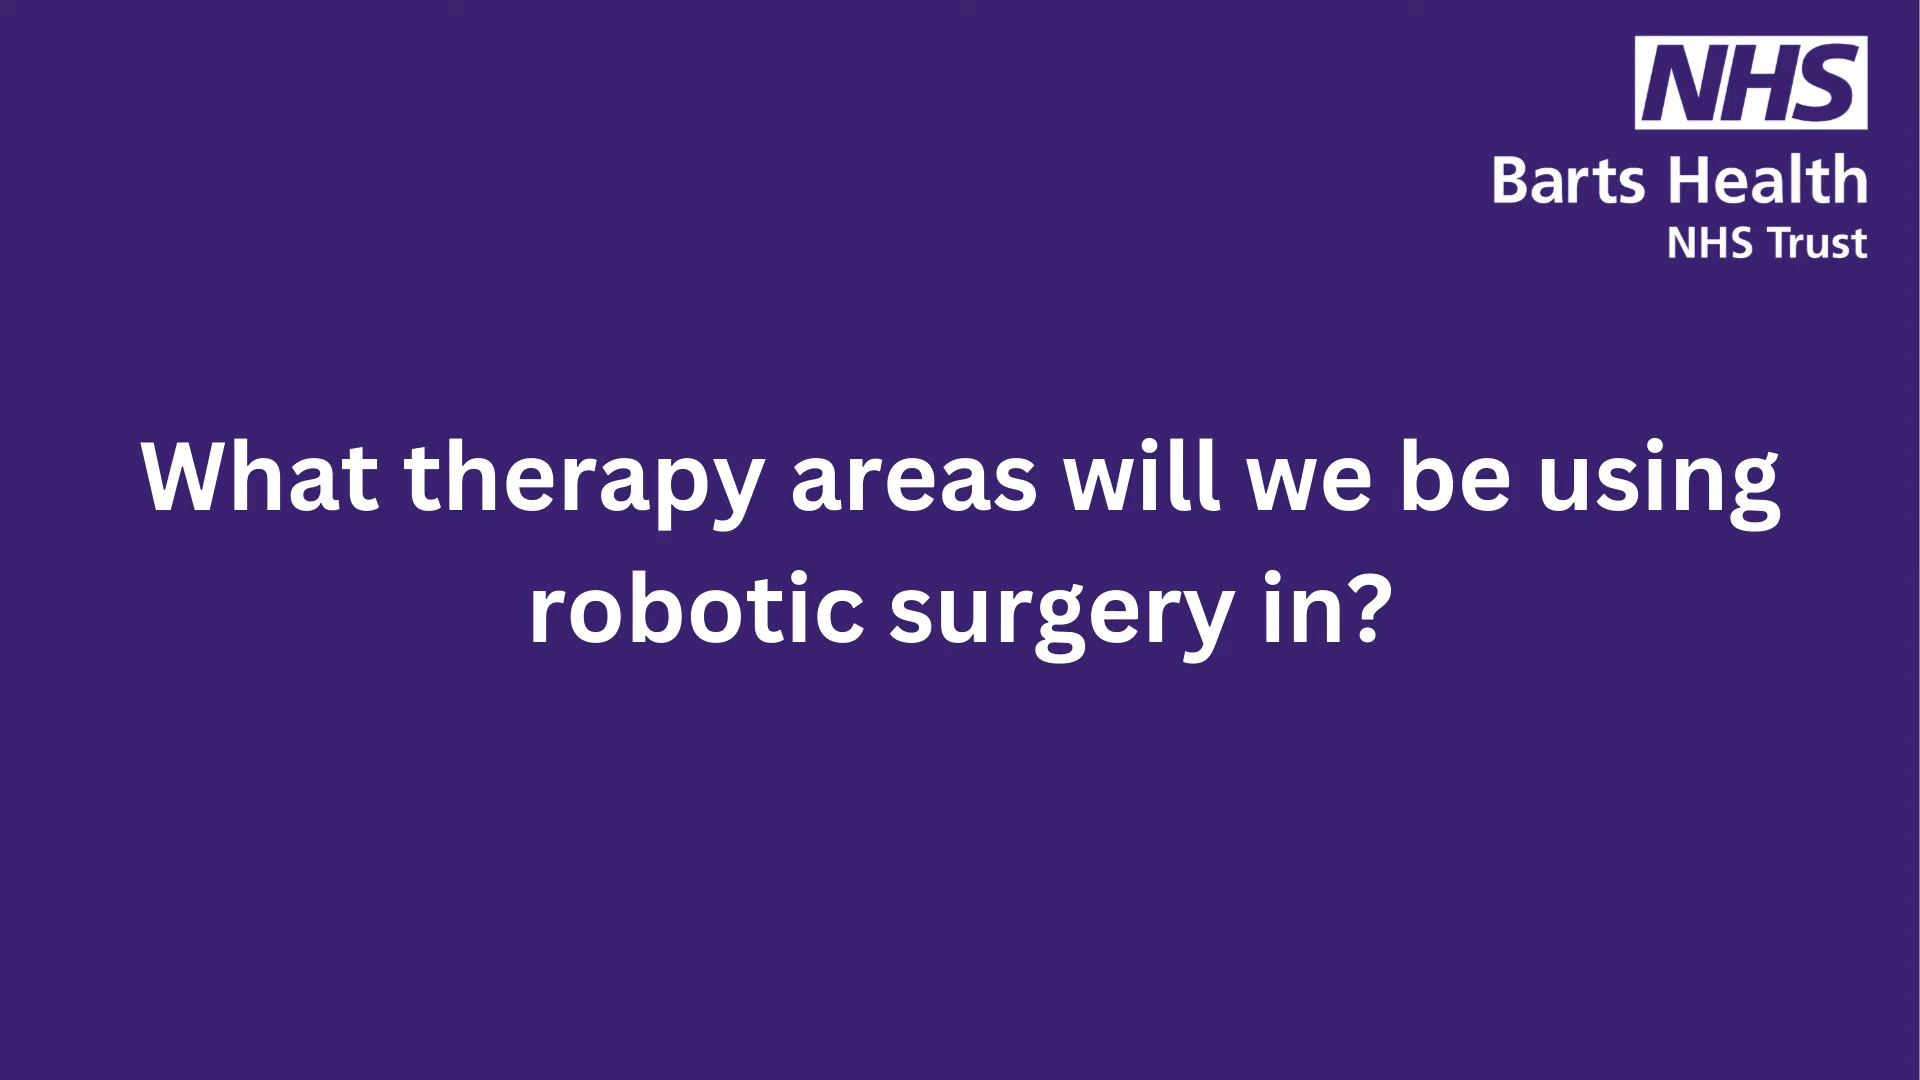 NHS
Barts Health
NHS Trust
What therapy areas will we be using
robotic surgery in?